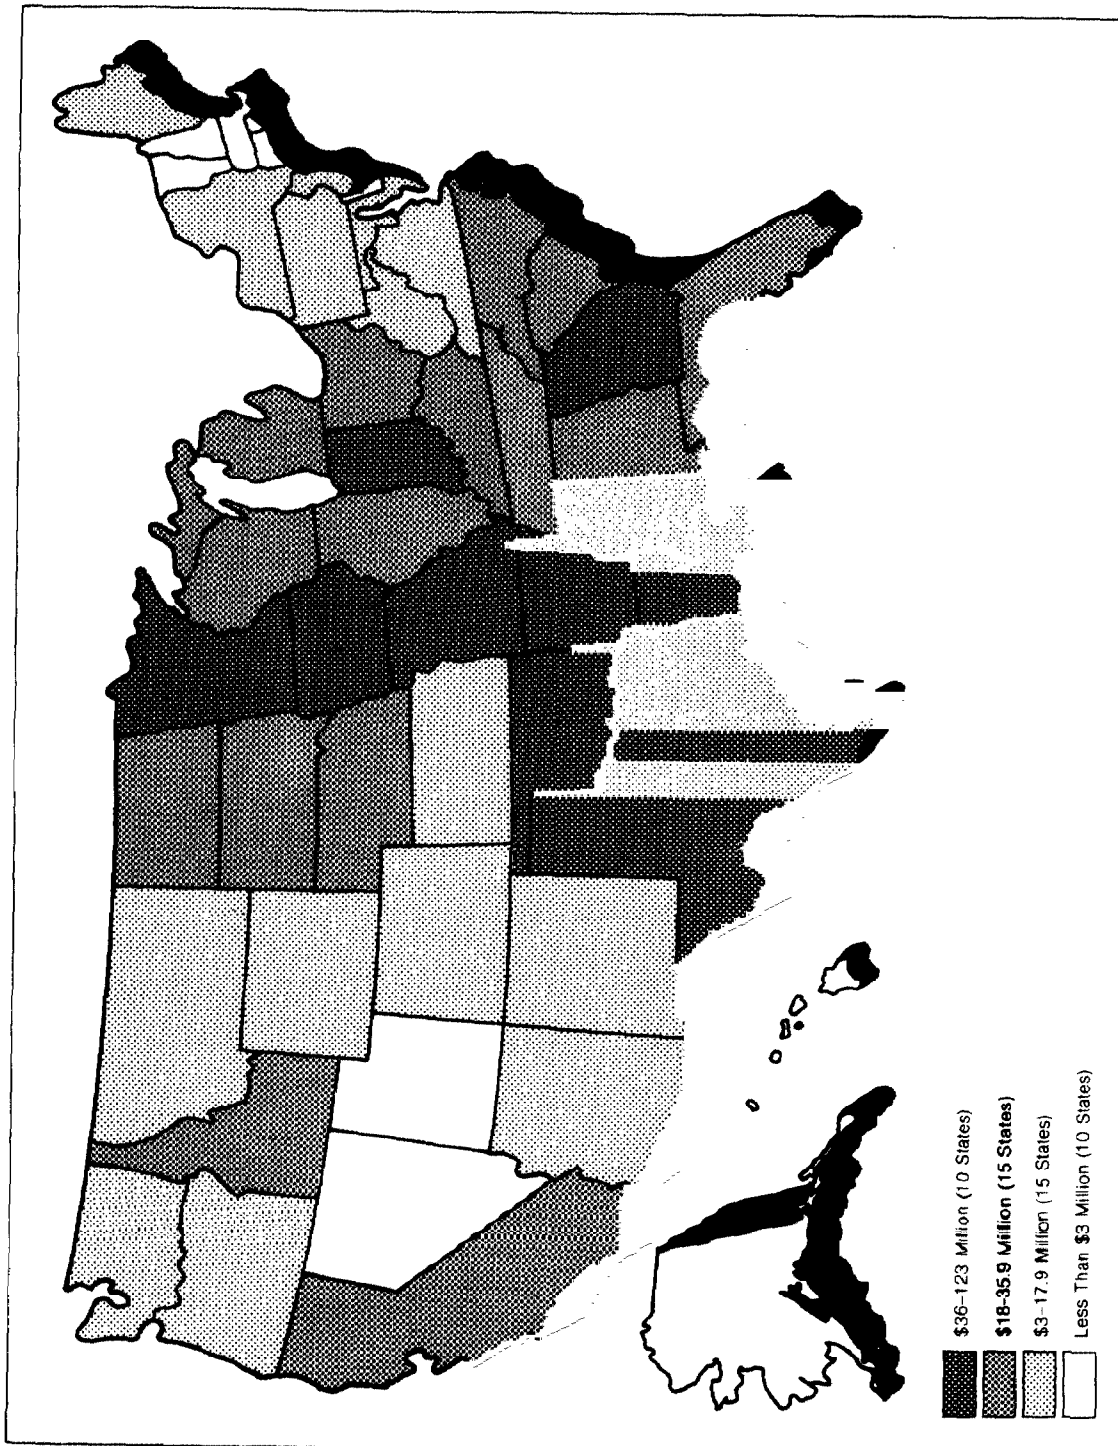 $36–123 Million (10 States)
$18-35.9 Million (15 States)
$3–17.9 Million (15 States)
Less Than $3 Million (10 States)